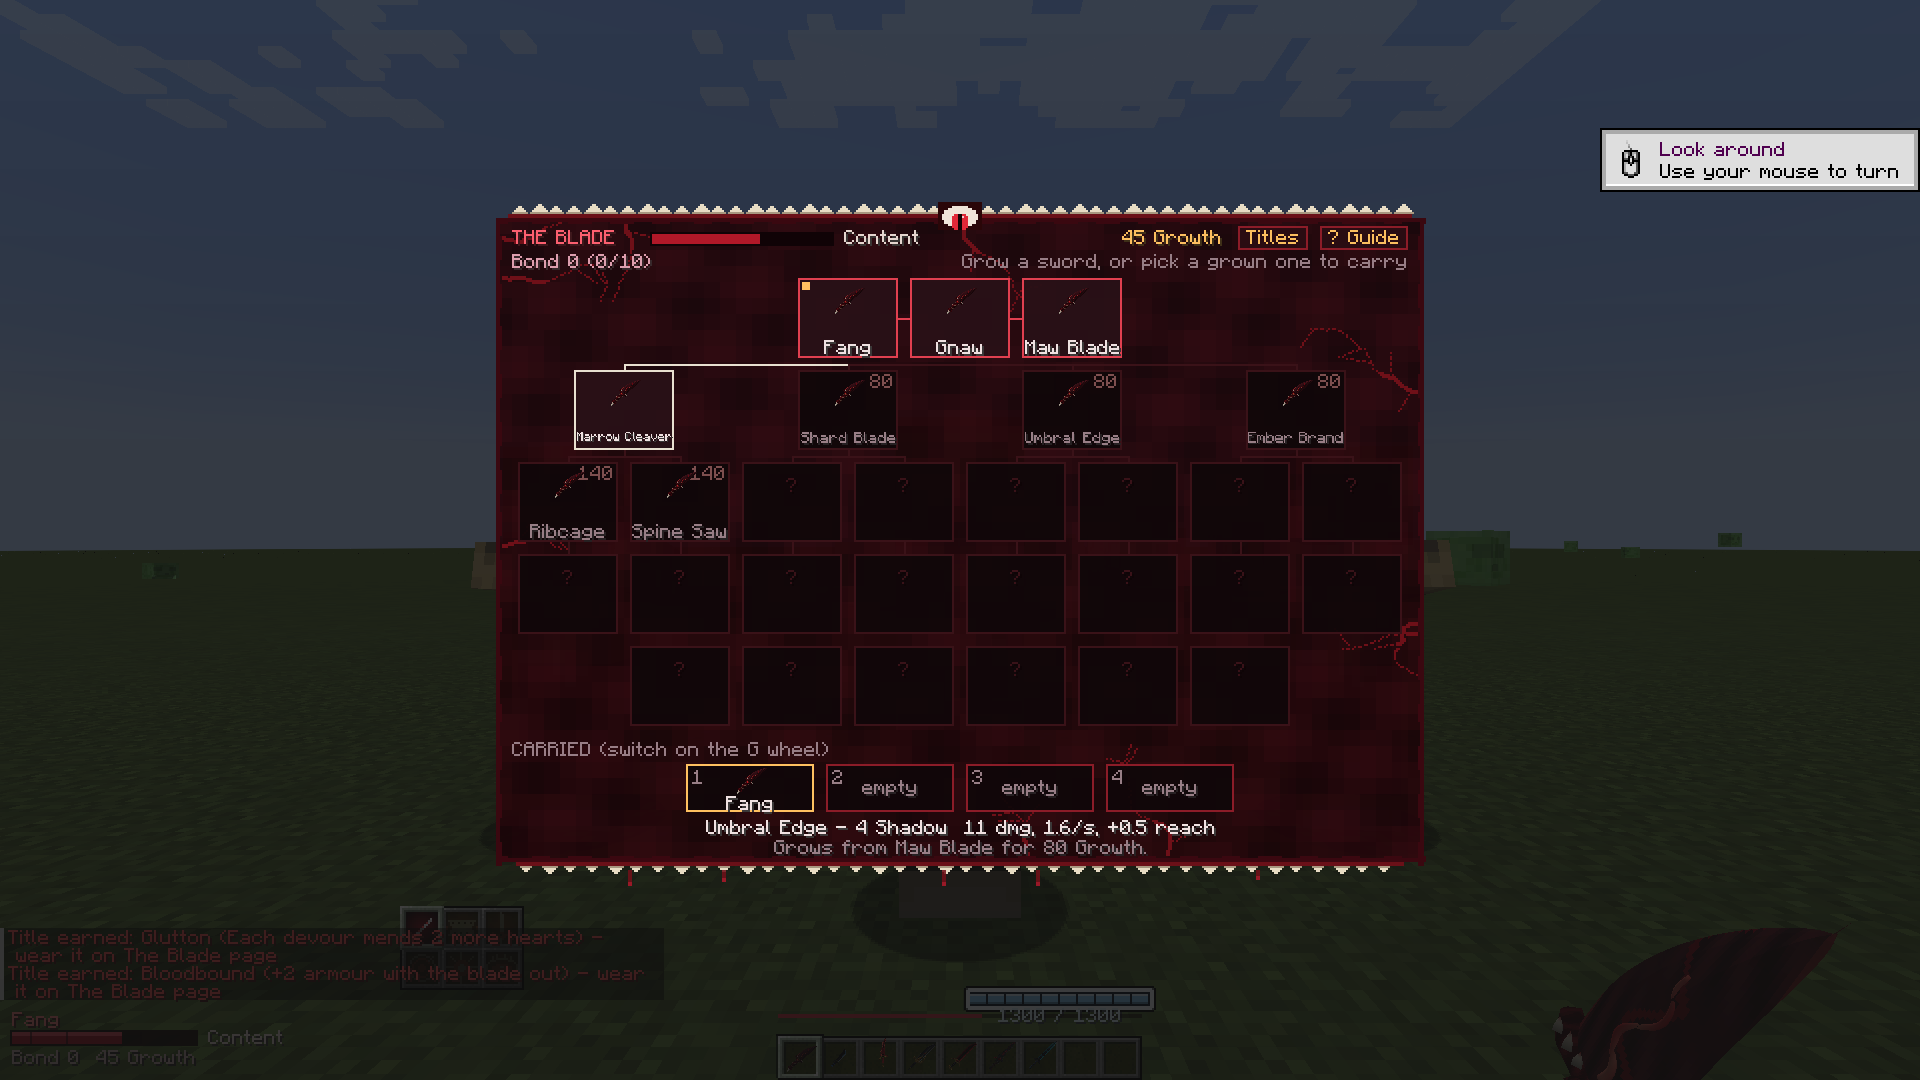 Look around
Use your mouse to turn
THE BLADE
Content
45 Growth
Titles
? Guide
Bond 0 (0/10)
Grow a sword, or pick a grown one to carry
Fang
Gnaw
Maw Blade
80
80
80
Marrow Cleaver
Shard Blade
Umbral Edge
Ember Brand
140
140
? ? ? ? ? ?
Ribcage
Spine Saw
? ? ? ? ? ? ? ?
? ? ? ? ? ?
CARRIED (switch on the G wheel)
1
Fang
2 empty
3 empty
4 empty
Umbral Edge - 4 Shadow 11 dmg, 1.6/s, +0.5 reach
Grows from Maw Blade for 80 Growth.
Title earned: Glutton (Each devour mends 2 more hearts) -
wear it on The Blade page
Title earned: Bloodbound (+2 armour with the blade out) - wear
it on The Blade page
1300 / 1300
Fang
Content
Bond 0 45 Growth